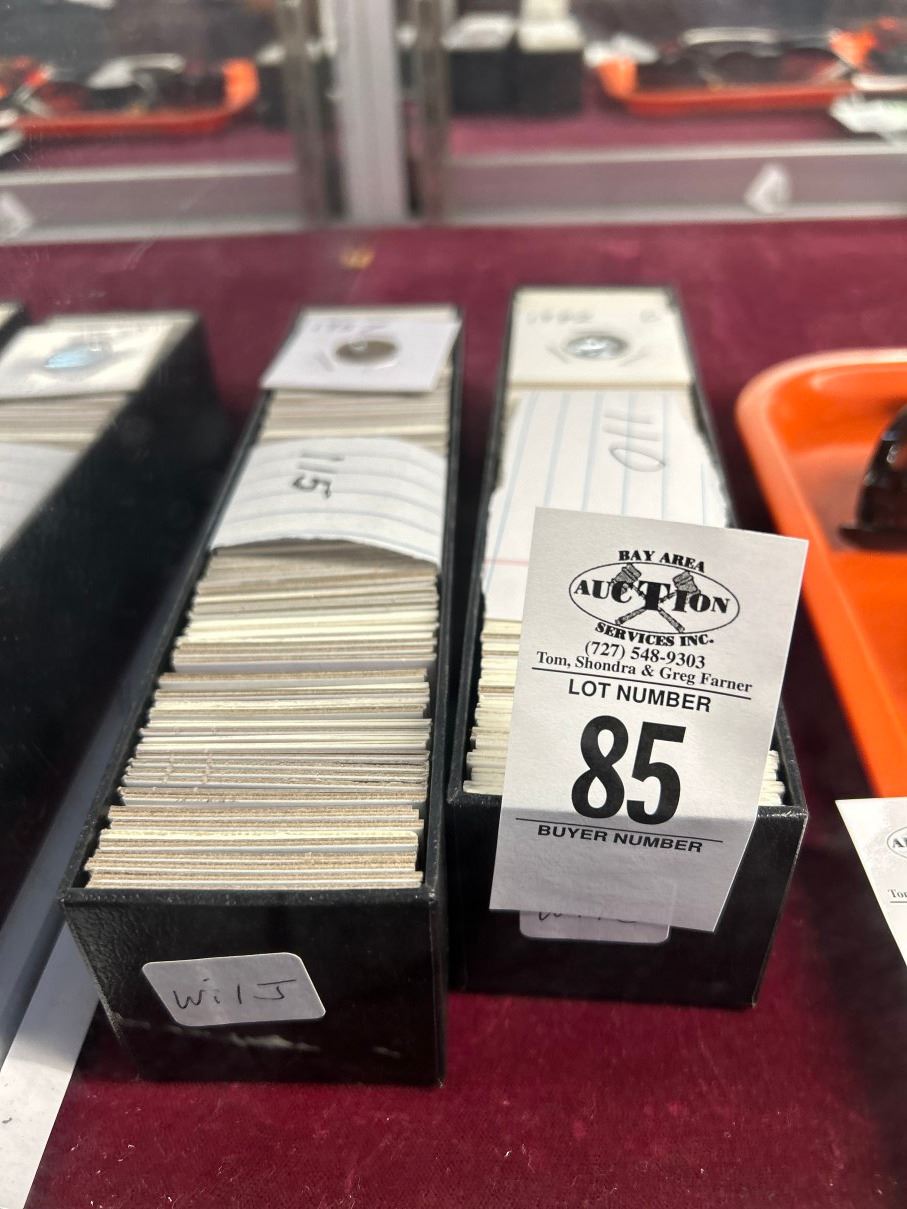 115
110
BAY AREA
AUCTION
SERVICES INC.
(727) 548-9303
Tom, Shondra & Greg Farner
LOT NUMBER
85
BUYER NUMBER
WilJ